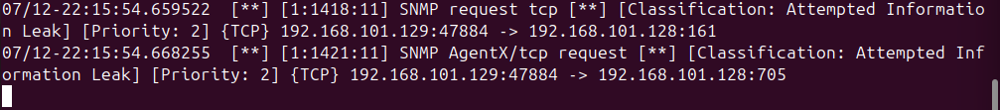 07/12-22:15:54.659522  [**] [1:1418:11] SNMP request tcp [**] [Classification: Attempted Informatio
n Leak] [Priority: 2] {TCP} 192.168.101.129:47884 -> 192.168.101.128:161
07/12-22:15:54.668255  [**] [1:1421:11] SNMP AgentX/tcp request [**] [Classification: Attempted Inf
ormation Leak] [Priority: 2] {TCP} 192.168.101.129:47884 -> 192.168.101.128:705